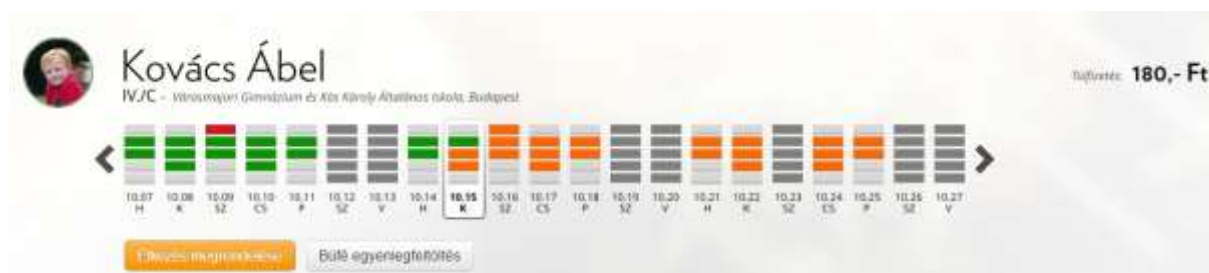 Kovács Ábel
IV./C - Városmajori Gimnázium és Kós Károly Általános Iskola, Budapest
Túlfizetés: 180,- Ft
10.07 10.08 10.09 10.10 10.11 10.12 10.13 10.14 10.15 10.16 10.17 10.18 10.19 10.20 10.21 10.22 10.23 10.24 10.25 10.26 10.27
H K SZ CS P SZ V H K SZ CS P SZ V H K SZ CS P SZ V
Étkezés megrendelése Büfé egyenlegfeltöltés